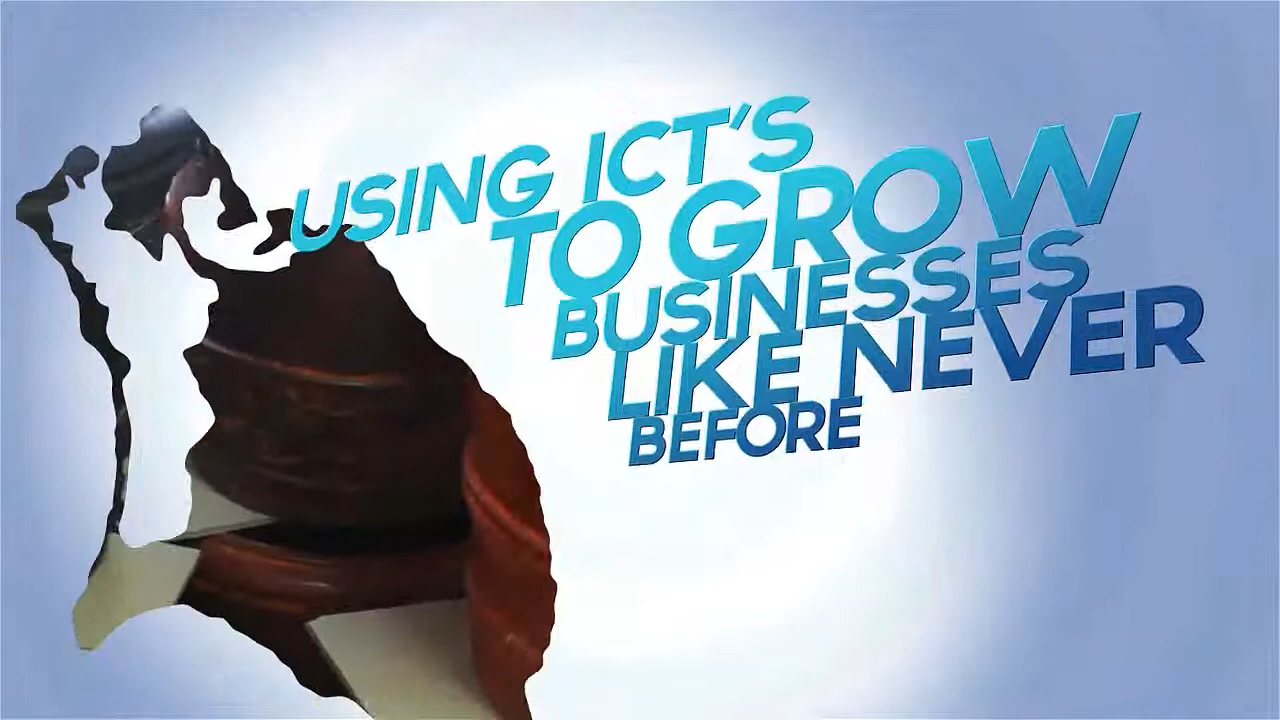 USING ICT'S
TO GROW
BUSINESSES
LIKE NEVER
BEFORE